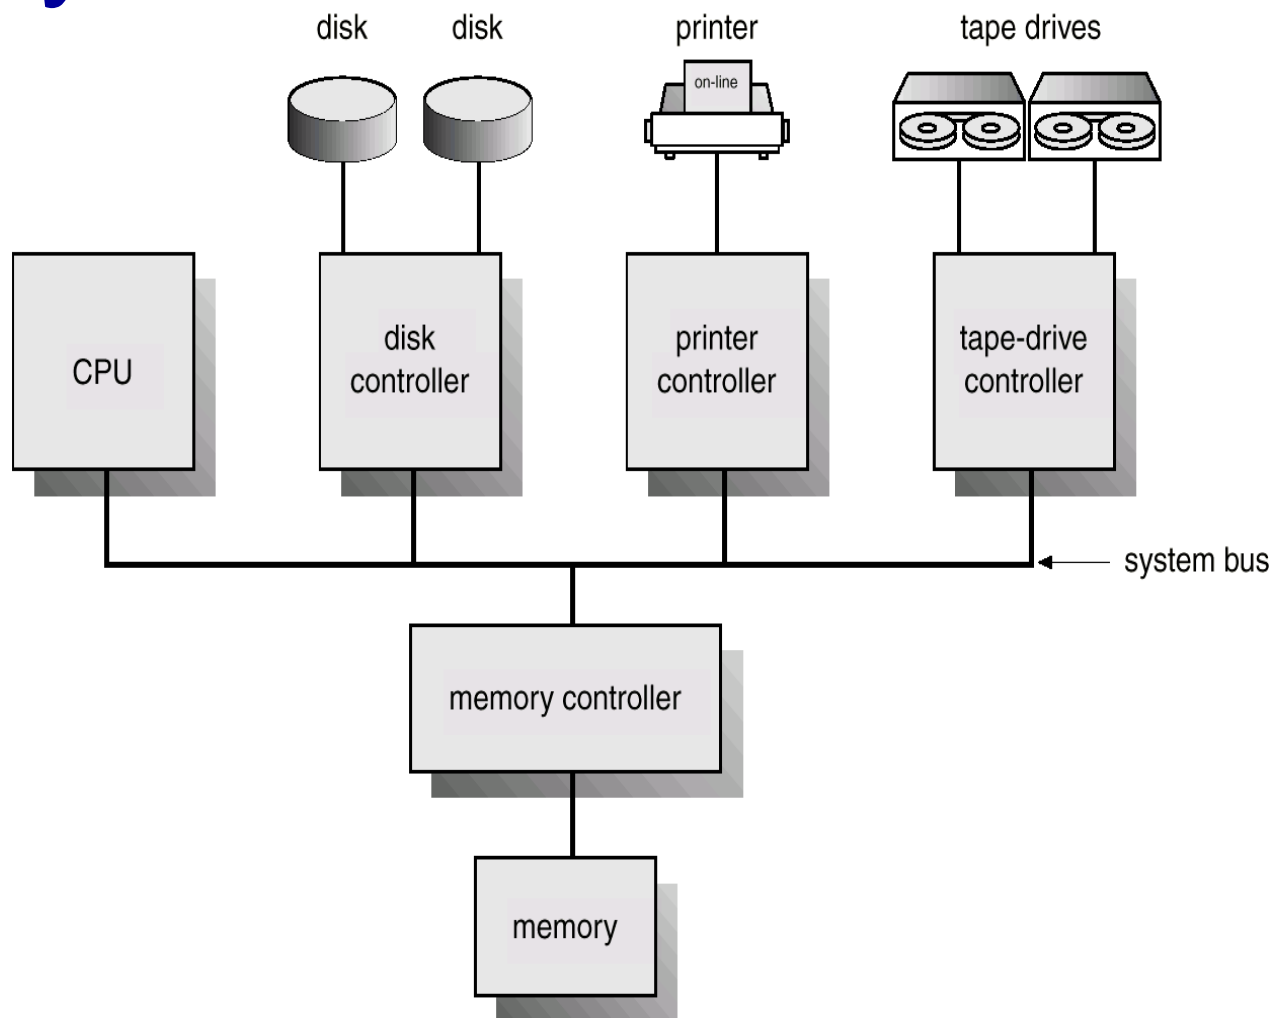 disk
disk
printer
tape drives
on-line
CPU
disk
controller
printer
controller
tape-drive
controller
system bus
memory controller
memory